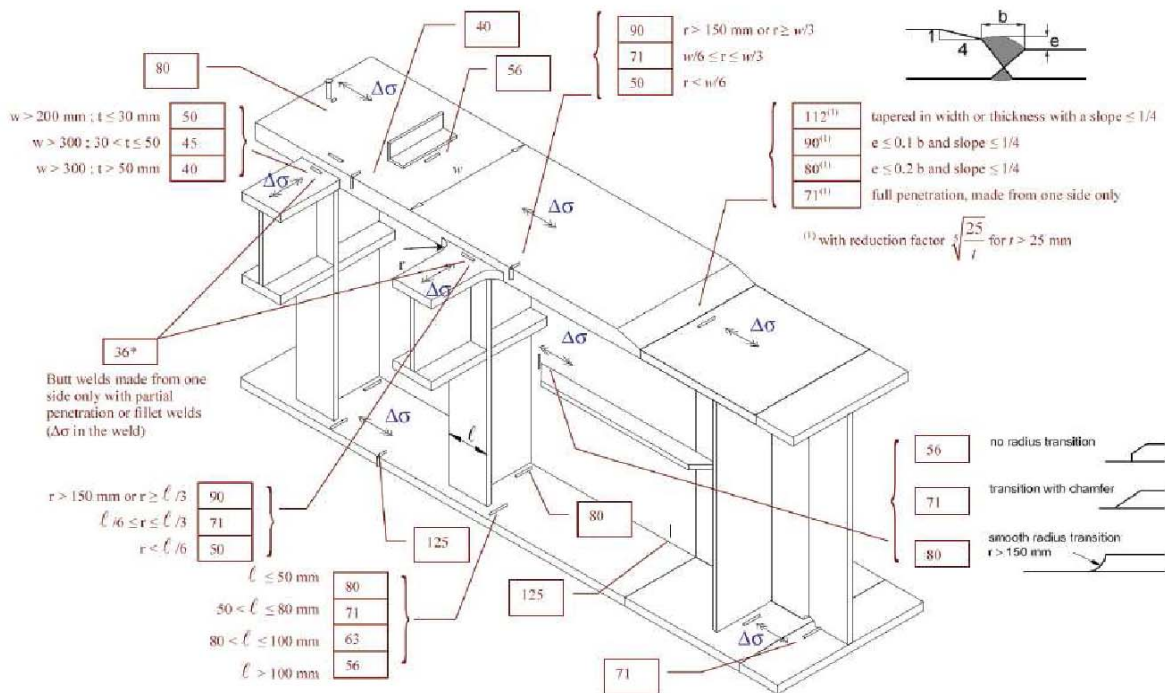 40
90 r > 150 mm or r ≥ w/3
71 w/6 ≤ r ≤ w/3
50 r < w/6
b
1
4
e
80
56
Δσ
w > 200 mm ; t ≤ 30 mm 50
w > 300 ; 30 < t ≤ 50 45
w > 300 ; t > 50 mm 40
112(1) tapered in width or thickness with a slope ≤ 1/4
90(1) e ≤ 0.1 b and slope ≤ 1/4
80(1) e ≤ 0.2 b and slope ≤ 1/4
71(1) full penetration, made from one side only
(1) with reduction factor ⁵√(25/t) for t > 25 mm
Δσ
w
Δσ
r
Δσ
Δσ
Δσ
36*
Butt welds made from one
side only with partial
penetration or fillet welds
(Δσ in the weld)
Δσ
ℓ
56 no radius transition
71 transition with chamfer
80 smooth radius transition
r > 150 mm
r > 150 mm or r ≥ ℓ /3 90
ℓ /6 ≤ r ≤ ℓ /3 71
r < ℓ /6 50
125
80
125
ℓ ≤ 50 mm 80
50 < ℓ ≤ 80 mm 71
80 < ℓ ≤ 100 mm 63
ℓ > 100 mm 56
Δσ
71